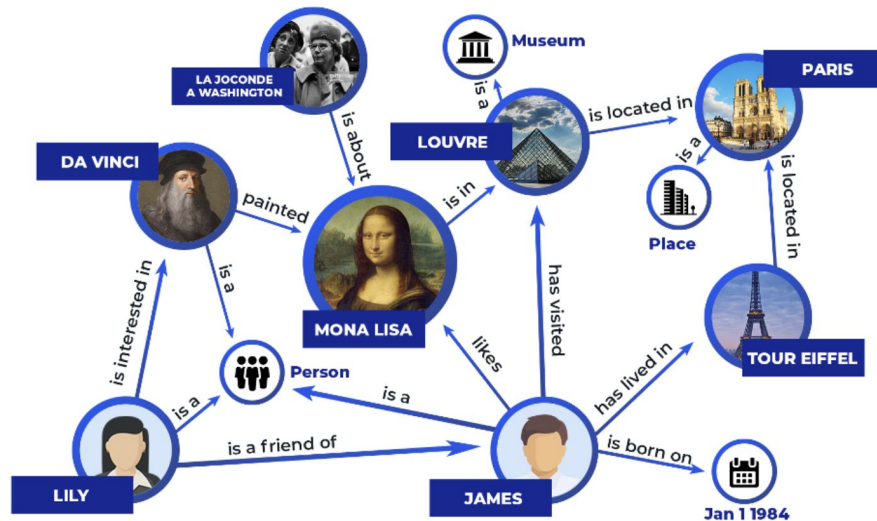 LA JOCONDE
A WASHINGTON
Museum
PARIS
is a
is located in
LOUVRE
DA VINCI
is about
is a
is located in
painted
is in
Place
is a
is interested in
has visited
MONA LISA
likes
TOUR EIFFEL
Person
has lived in
is a
is a
is a friend of
is born on
LILY
JAMES
Jan 1 1984